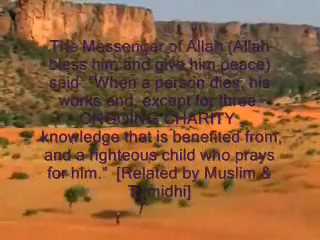 The Messenger of Allah (Allah
bless him and give him peace)
said: "When a person dies, his
works end, except for three:
ONGOING CHARITY,
knowledge that is benefited from,
and a righteous child who prays
for him." [Related by Muslim &
Tirmidhi]